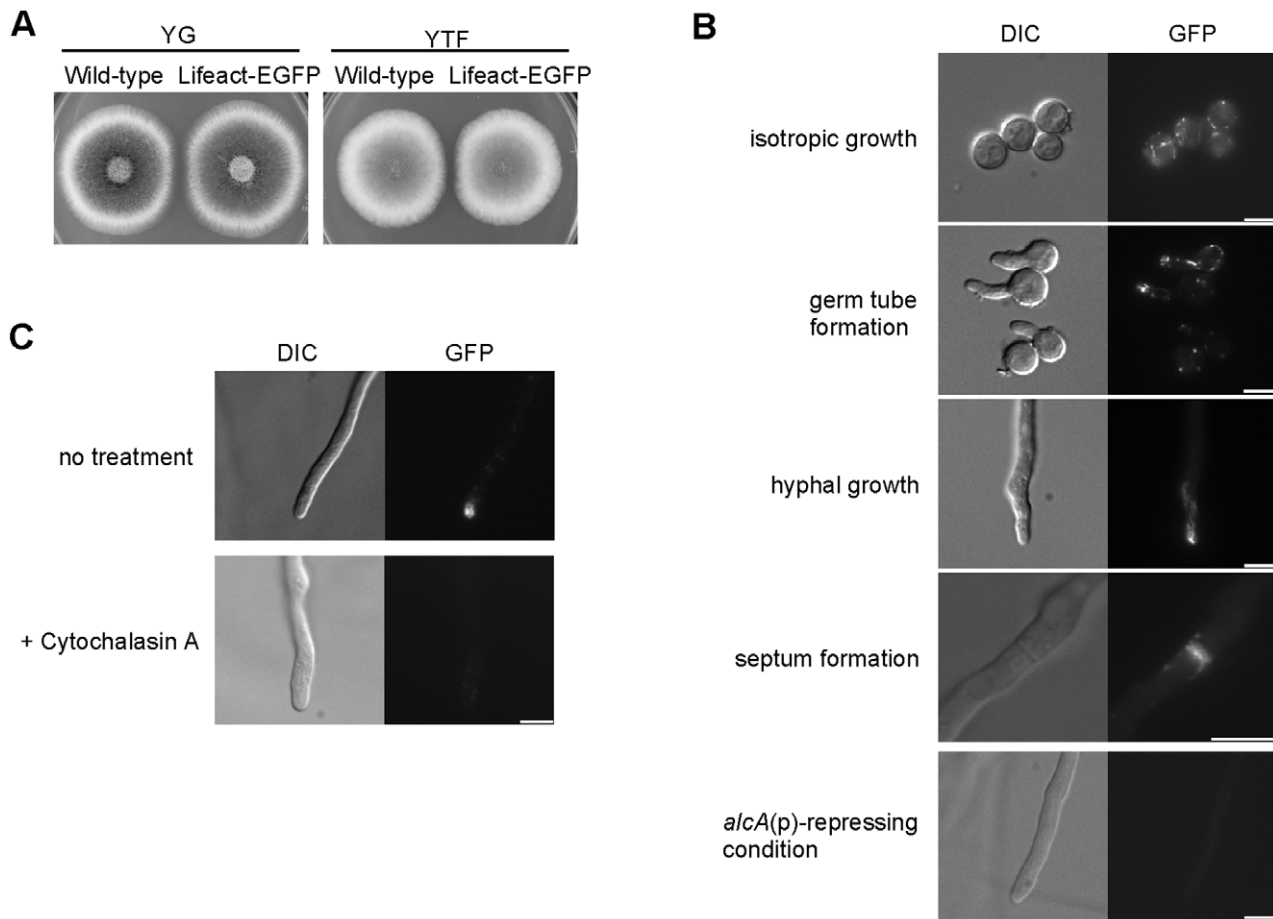 A
YG YTF
Wild-type Lifeact-EGFP Wild-type Lifeact-EGFP
B
DIC GFP
isotropic growth
germ tube
formation
hyphal growth
septum formation
alcA(p)-repressing
condition
C
DIC GFP
no treatment
+ Cytochalasin A